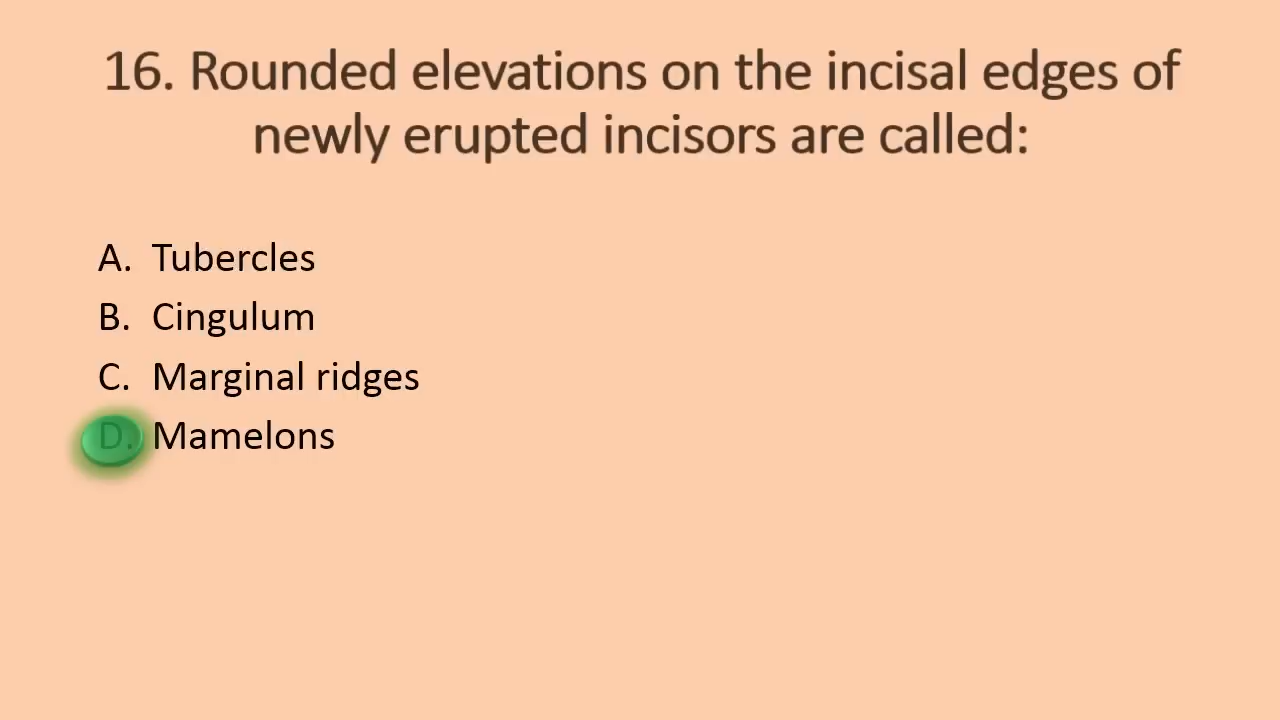 16. Rounded elevations on the incisal edges of
newly erupted incisors are called:
A. Tubercles
B. Cingulum
C. Marginal ridges
D. Mamelons